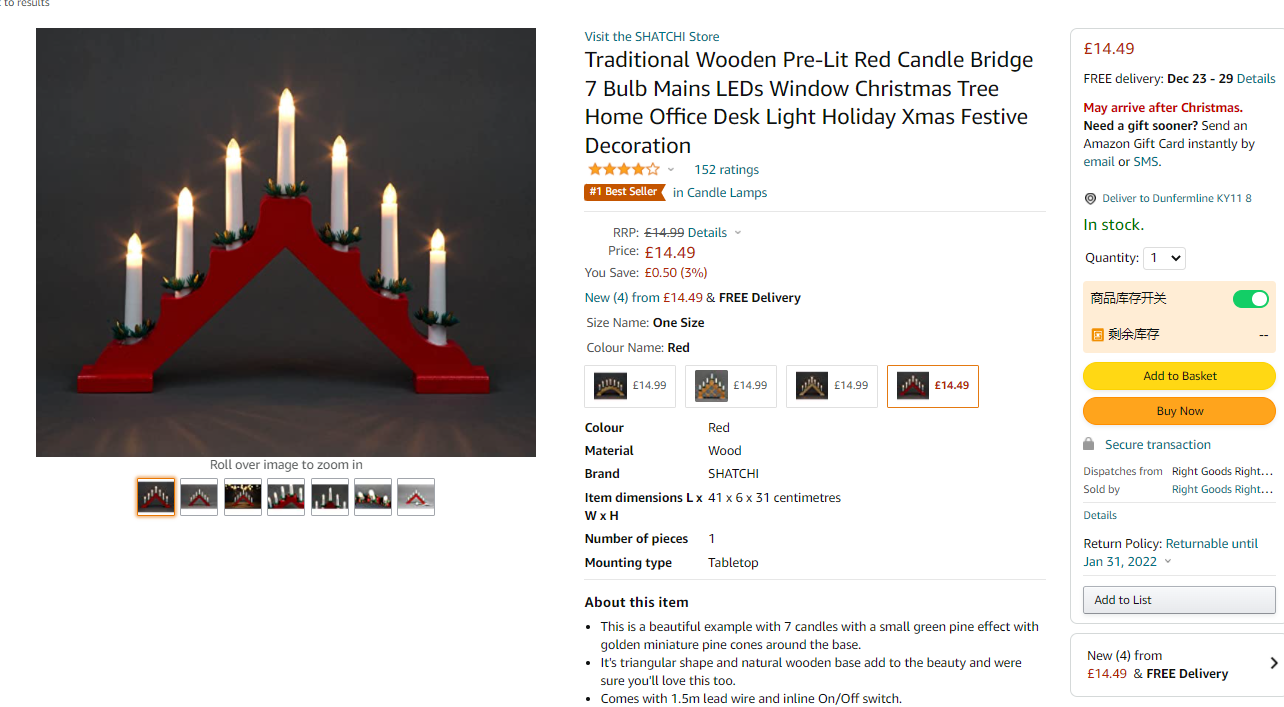 to results
Visit the SHATCHI Store
Traditional Wooden Pre-Lit Red Candle Bridge
7 Bulb Mains LEDs Window Christmas Tree
Home Office Desk Light Holiday Xmas Festive
Decoration
152 ratings
#1 Best Seller in Candle Lamps
RRP: £14.99 Details
Price: £14.49
You Save: £0.50 (3%)
New (4) from £14.49 & FREE Delivery
Size Name: One Size
Colour Name: Red
£14.99 £14.99 £14.99 £14.49
Colour Red
Material Wood
Brand SHATCHI
Item dimensions L x 41 x 6 x 31 centimetres
W x H
Number of pieces 1
Mounting type Tabletop
About this item
This is a beautiful example with 7 candles with a small green pine effect with
golden miniature pine cones around the base.
It's triangular shape and natural wooden base add to the beauty and were
sure you'll love this too.
Comes with 1.5m lead wire and inline On/Off switch.
Roll over image to zoom in
£14.49
FREE delivery: Dec 23 - 29 Details
May arrive after Christmas.
Need a gift sooner? Send an
Amazon Gift Card instantly by
email or SMS.
Deliver to Dunfermline KY11 8
In stock.
Quantity: 1
商品库存开关
剩余库存 --
Add to Basket
Buy Now
Secure transaction
Dispatches from Right Goods Right...
Sold by Right Goods Right...
Details
Return Policy: Returnable until
Jan 31, 2022
Add to List
New (4) from
£14.49 & FREE Delivery